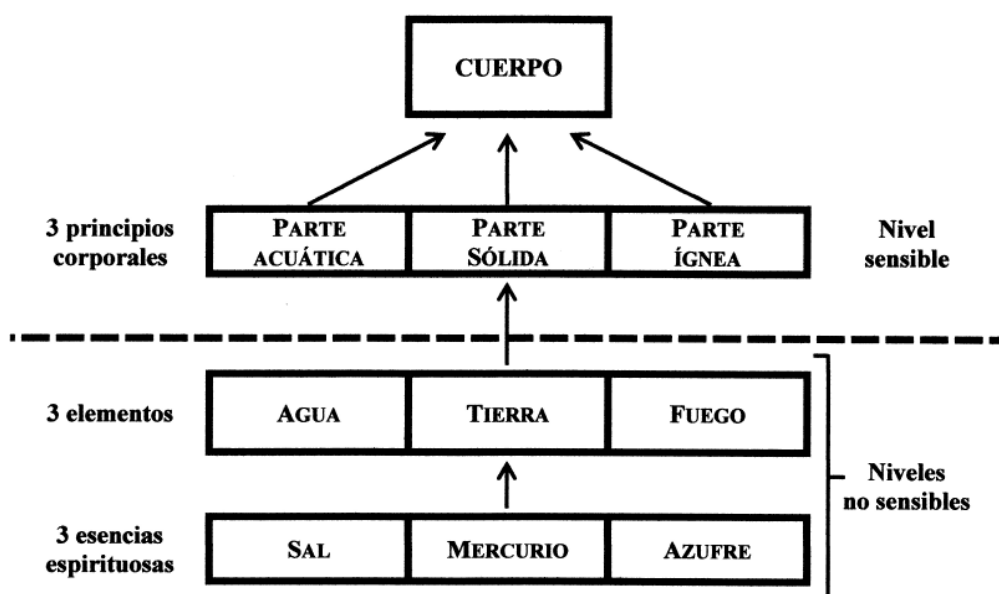 CUERPO
3 principios
corporales
PARTE
ACUÁTICA
PARTE
SÓLIDA
PARTE
ÍGNEA
Nivel
sensible
3 elementos
AGUA
TIERRA
FUEGO
Niveles
no sensibles
3 esencias
espirituosas
SAL
MERCURIO
AZUFRE